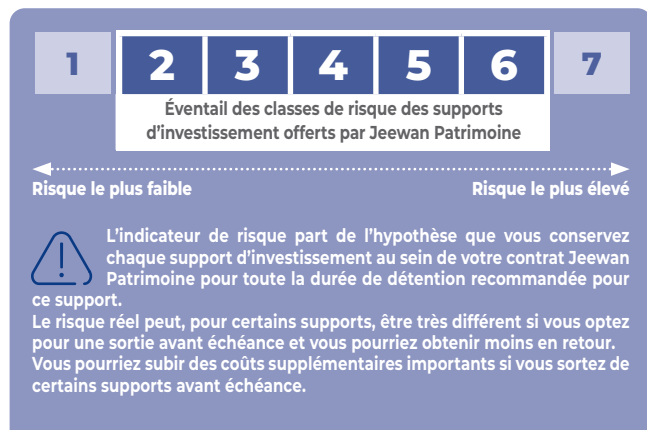 1 2 3 4 5 6 7
Éventail des classes de risque des supports
d’investissement offerts par Jeewan Patrimoine
Risque le plus faible Risque le plus élevé
L’indicateur de risque part de l’hypothèse que vous conservez
chaque support d’investissement au sein de votre contrat Jeewan
Patrimoine pour toute la durée de détention recommandée pour
ce support.
Le risque réel peut, pour certains supports, être très différent si vous optez
pour une sortie avant échéance et vous pourriez obtenir moins en retour.
Vous pourriez subir des coûts supplémentaires importants si vous sortez de
certains supports avant échéance.